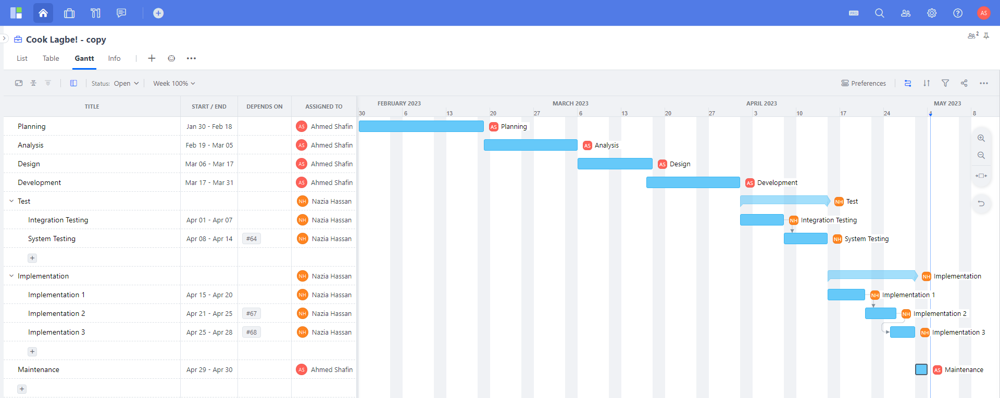 PRO AS
Cook Lagbe! - copy 2
List Table Gantt Info
Status: Open Week 100% Preferences
TITLE START / END DEPENDS ON ASSIGNED TO FEBRUARY 2023 MARCH 2023 APRIL 2023 MAY 2023
30 6 13 20 27 6 13 20 27 3 10 17 24 1 8
Planning Jan 30 - Feb 18 AS Ahmed Shafin AS Planning
Analysis Feb 19 - Mar 05 AS Ahmed Shafin AS Analysis
Design Mar 06 - Mar 17 AS Ahmed Shafin AS Design
Development Mar 17 - Mar 31 AS Ahmed Shafin AS Development
Test NH Nazia Hassan NH Test
Integration Testing Apr 01 - Apr 07 NH Nazia Hassan NH Integration Testing
System Testing Apr 08 - Apr 14 #64 NH Nazia Hassan NH System Testing
Implementation NH Nazia Hassan NH Implementation
Implementation 1 Apr 15 - Apr 20 NH Nazia Hassan NH Implementation 1
Implementation 2 Apr 21 - Apr 25 #67 NH Nazia Hassan NH Implementation 2
Implementation 3 Apr 25 - Apr 28 #68 NH Nazia Hassan NH Implementation 3
Maintenance Apr 29 - Apr 30 AS Ahmed Shafin AS Maintenance